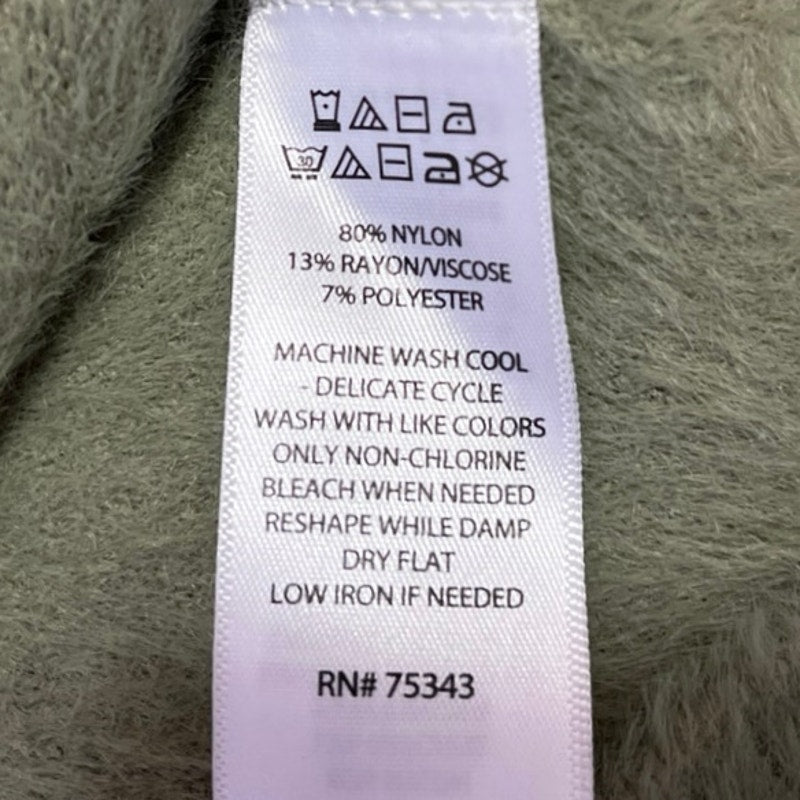 30
80% NYLON
13% RAYON/VISCOSE
7% POLYESTER
MACHINE WASH COOL
- DELICATE CYCLE
WASH WITH LIKE COLORS
ONLY NON-CHLORINE
BLEACH WHEN NEEDED
RESHAPE WHILE DAMP
DRY FLAT
LOW IRON IF NEEDED
RN# 75343